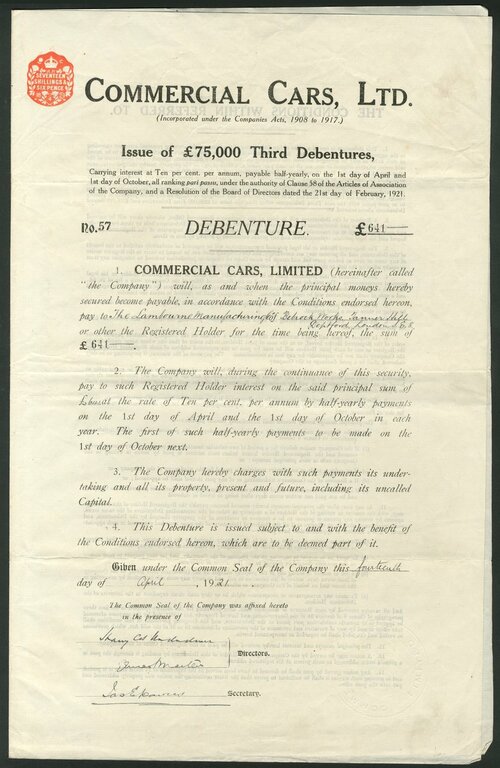 SEVENTEEN
SHILLINGS &
SIX PENCE
COMMERCIAL CARS, LTD.
(Incorporated under the Companies Acts, 1908 to 1917.)
Issue of £75,000 Third Debentures,
Carrying interest at Ten per cent. per annum, payable half-yearly, on the 1st day of April and
1st day of October, all ranking pari passu, under the authority of Clause 58 of the Articles of Association
of the Company, and a Resolution of the Board of Directors dated the 21st day of February, 1921.
No. 57 DEBENTURE. £641
1. COMMERCIAL CARS, LIMITED (hereinafter called
"the Company") will, as and when the principal moneys hereby
secured become payable, in accordance with the Conditions endorsed hereon,
pay to The Lambourne Manufacturing Co Tanner Hill
Deptford, London S.E.8.
or other the Registered Holder for the time being hereof, the sum of
£641.
2. The Company will, during the continuance of this security,
pay to such Registered Holder interest on the said principal sum of
at the rate of Ten per cent. per annum by half-yearly payments
on the 1st day of April and the 1st day of October in each
year. The first of such half-yearly payments to be made on the
1st day of October next.
3. The Company hereby charges with such payments its under-
taking and all its property, present and future, including its uncalled
Capital.
4. This Debenture is issued subject to and with the benefit of
the Conditions endorsed hereon, which are to be deemed part of it.
Given under the Common Seal of the Company this fourteenth
day of April, 1921.
The Common Seal of the Company was affixed hereto
in the presence of
Directors.
Secretary.